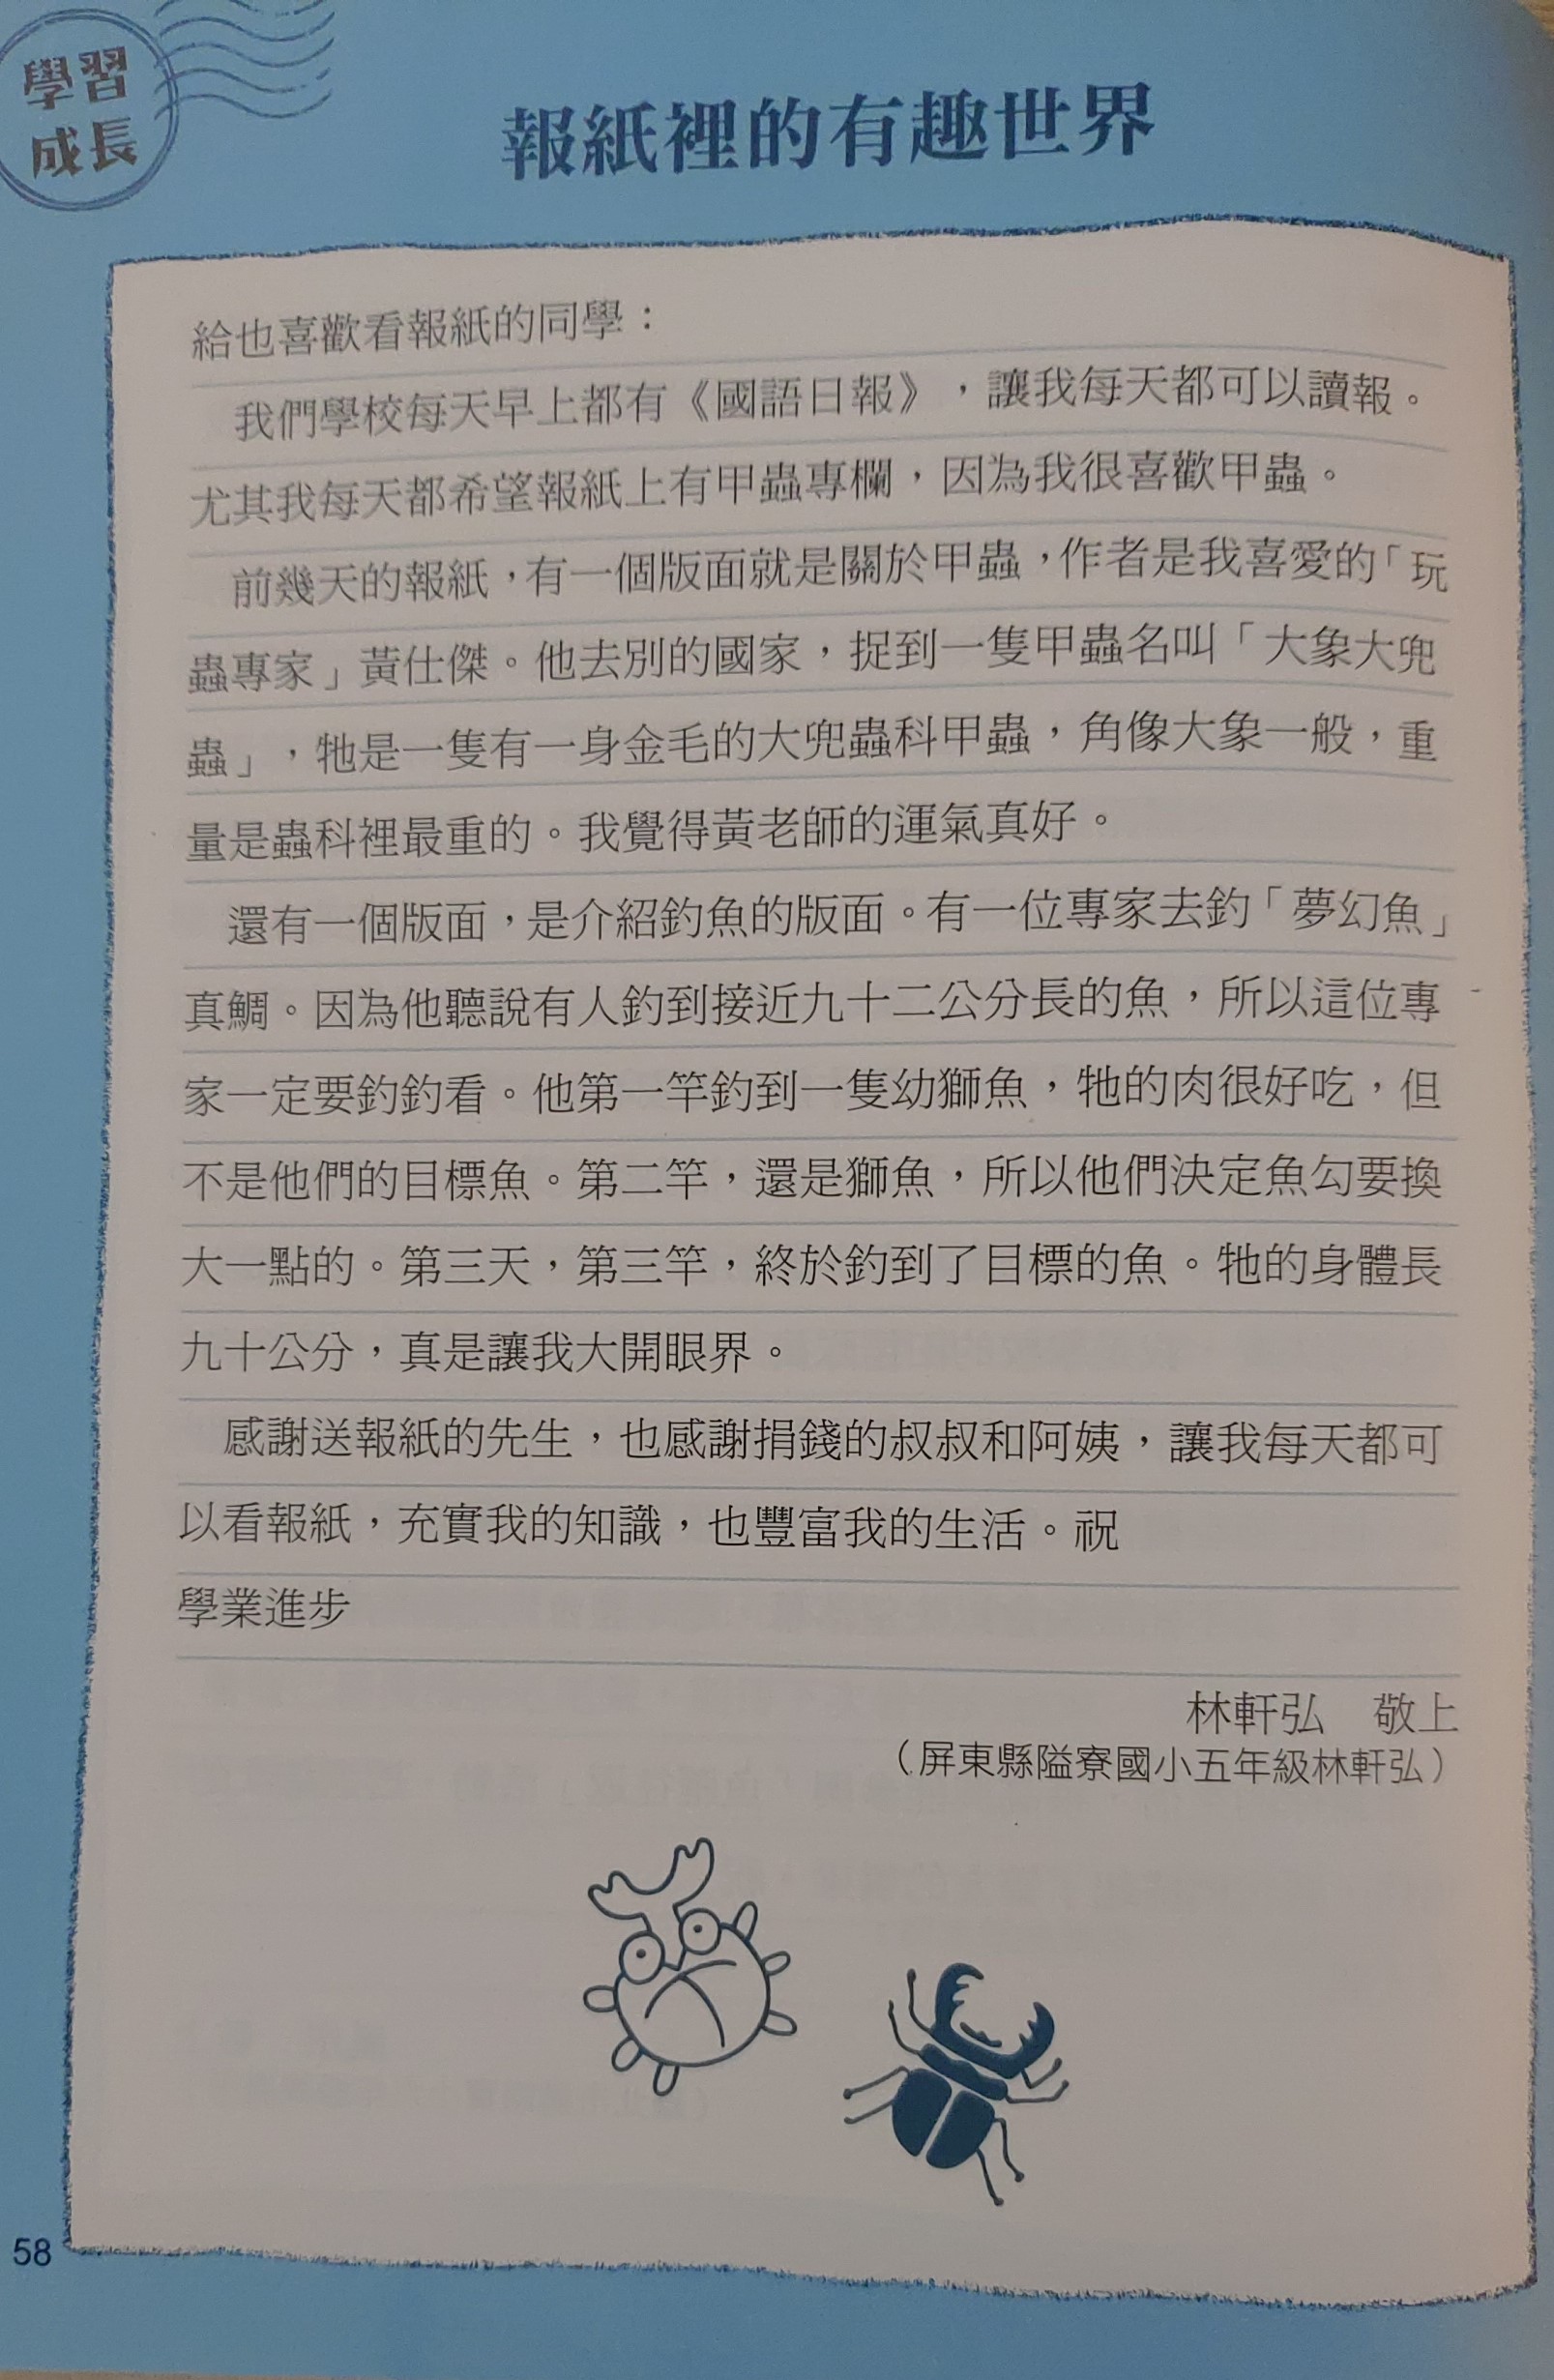 學習
成長
報紙裡的有趣世界
給也喜歡看報紙的同學：
我們學校每天早上都有《國語日報》，讓我每天都可以讀報。
尤其我每天都希望報紙上有甲蟲專欄，因為我很喜歡甲蟲。
前幾天的報紙，有一個版面就是關於甲蟲，作者是我喜愛的「玩
蟲專家」黃仕傑。他去別的國家，捉到一隻甲蟲名叫「大象大兜
蟲」，牠是一隻有一身金毛的大兜蟲科甲蟲，角像大象一般，重
量是蟲科裡最重的。我覺得黃老師的運氣真好。
還有一個版面，是介紹釣魚的版面。有一位專家去釣「夢幻魚」
真鯛。因為他聽說有人釣到接近九十二公分長的魚，所以這位專
家一定要釣釣看。他第一竿釣到一隻幼獅魚，牠的肉很好吃，但
不是他們的目標魚。第二竿，還是獅魚，所以他們決定魚勾要換
大一點的。第三天，第三竿，終於釣到了目標的魚。牠的身體長
九十公分，真是讓我大開眼界。
感謝送報紙的先生，也感謝捐錢的叔叔和阿姨，讓我每天都可
以看報紙，充實我的知識，也豐富我的生活。祝
學業進步
林軒弘　敬上
（屏東縣隘寮國小五年級林軒弘）
58